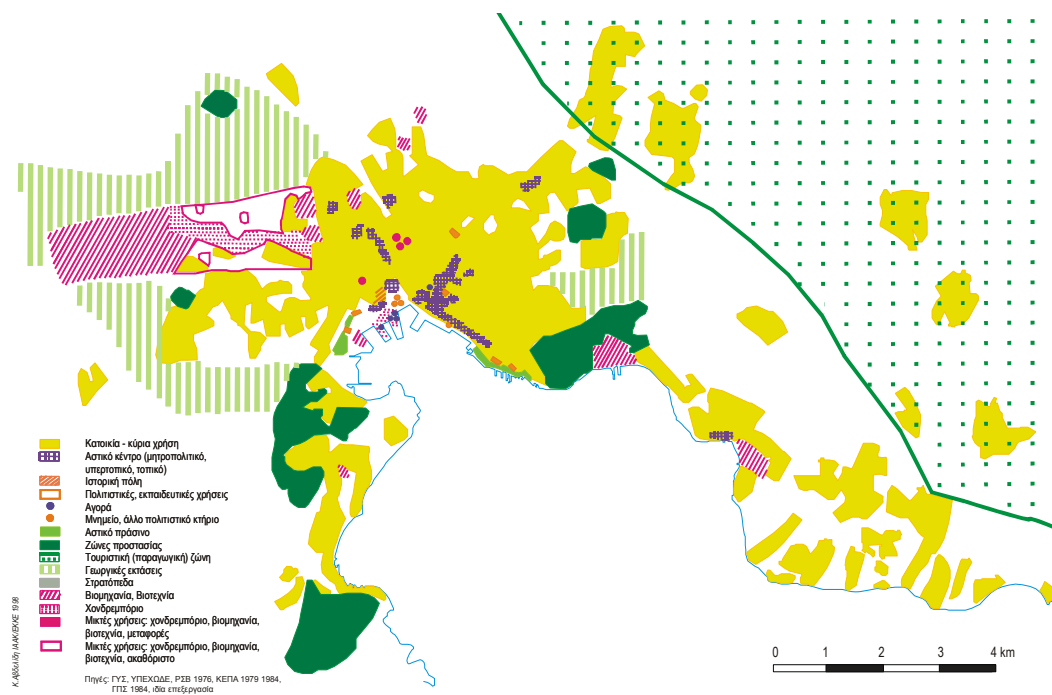 Κατοικία - κύρια χρήση
Αστικό κέντρο (μητροπολιτικό,
υπερτοπικό, τοπικό)
Ιστορική πόλη
Πολιτιστικές, εκπαιδευτικές χρήσεις
Αγορά
Μνημείο, άλλο πολιτιστικό κτήριο
Αστικό πράσινο
Ζώνες προστασίας
Τουριστική (παραγωγική) ζώνη
Γεωργικές εκτάσεις
Στρατόπεδα
Βιομηχανία, Βιοτεχνία
Χονδρεμπόριο
Μικτές χρήσεις: χονδρεμπόριο, βιομηχανία,
βιοτεχνία, μεταφορές
Μικτές χρήσεις: χονδρεμπόριο, βιομηχανία,
βιοτεχνία, ακαθόριστο
Πηγές: ΓΥΣ, ΥΠΕΧΩΔΕ, ΡΣΒ 1976, ΚΕΠΑ 1979 1984,
ΓΠΣ 1984, ιδία επεξεργασία
0 1 2 3 4 km